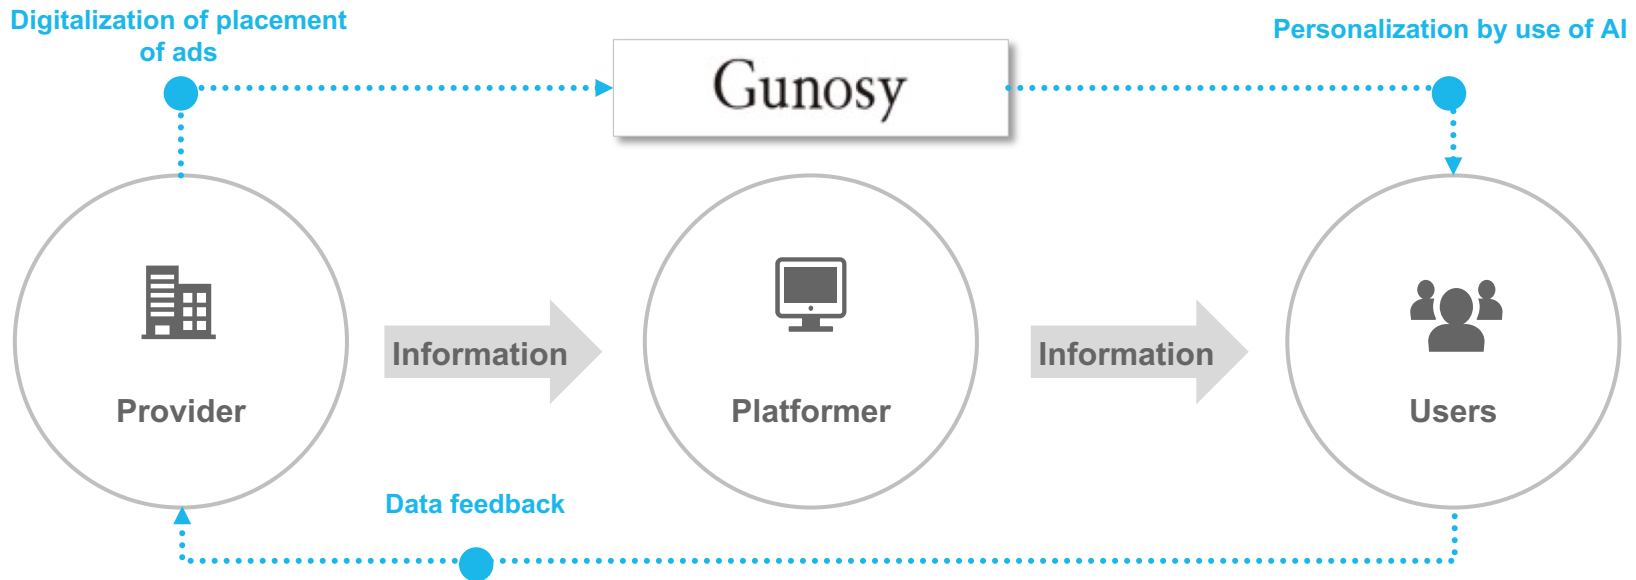 Digitalization of placement
of ads
Gunosy
Personalization by use of AI
Information
Information
Provider
Platformer
Users
Data feedback